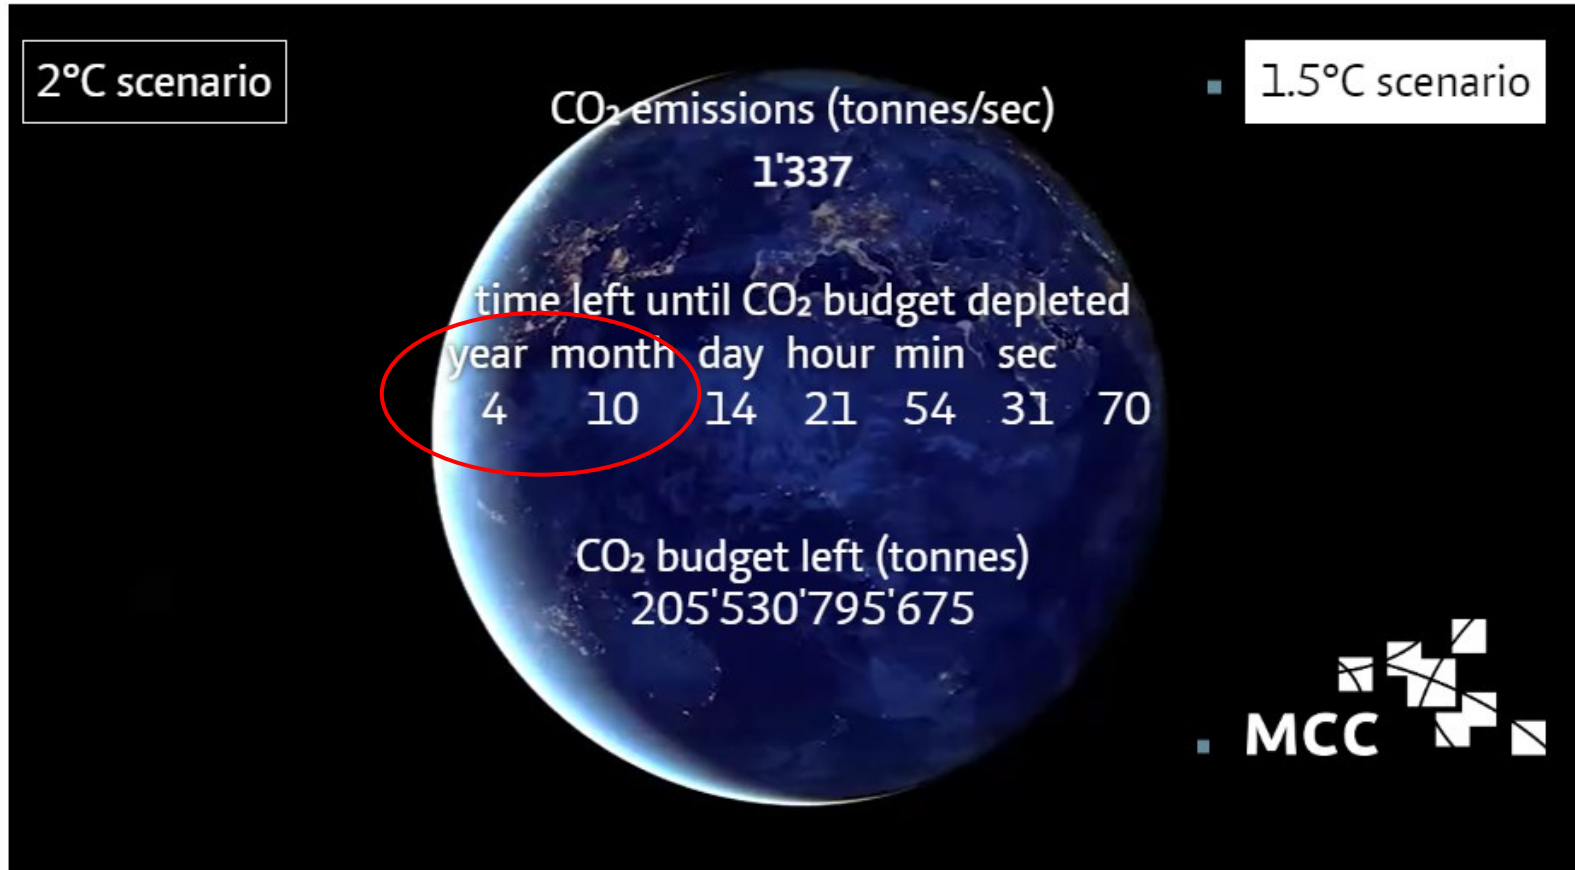 2°C scenario
1.5°C scenario
CO₂ emissions (tonnes/sec)
1'337
time left until CO₂ budget depleted
year month day hour min sec
4 10 14 21 54 31 70
CO₂ budget left (tonnes)
205'530'795'675
MCC